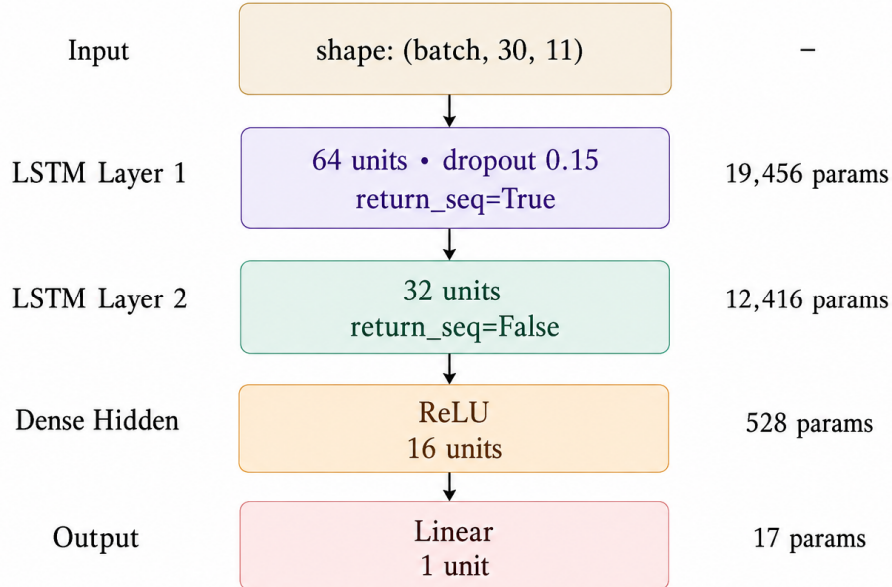 Input
shape: (batch, 30, 11)
–
LSTM Layer 1
64 units • dropout 0.15
return_seq=True
19,456 params
LSTM Layer 2
32 units
return_seq=False
12,416 params
Dense Hidden
ReLU
16 units
528 params
Output
Linear
1 unit
17 params